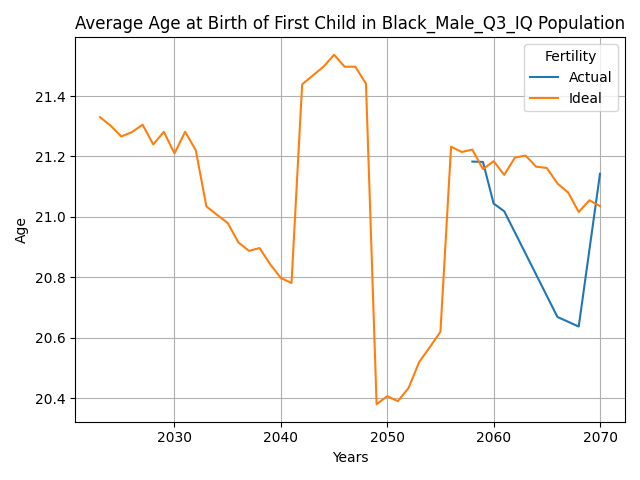 Average Age at Birth of First Child in Black_Male_Q3_IQ Population
Fertility
Actual
Ideal
Age
21.4
21.2
21.0
20.8
20.6
20.4
2030 2040 2050 2060 2070
Years